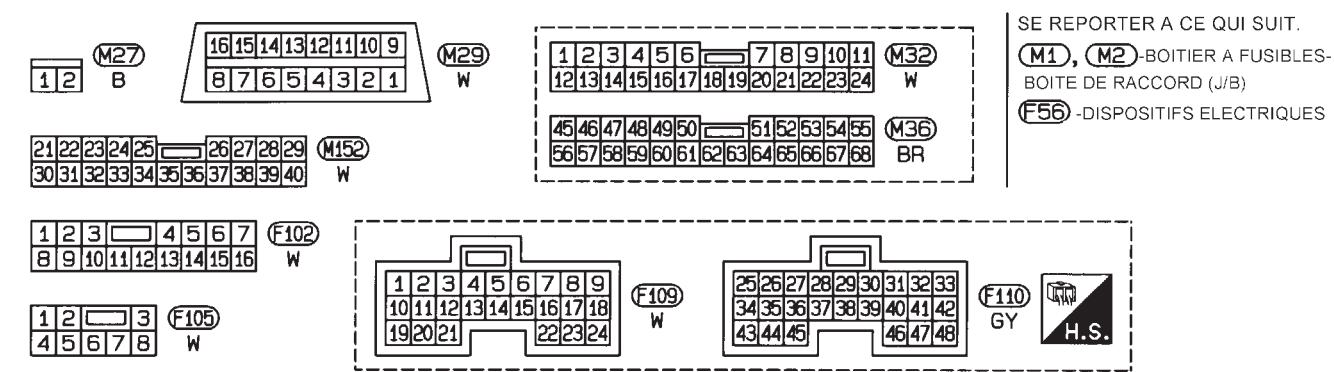 1 2 M27 B
16 15 14 13 12 11 10 9
8 7 6 5 4 3 2 1
M29 W
1 2 3 4 5 6 7 8 9 10 11
12 13 14 15 16 17 18 19 20 21 22 23 24
M32 W
45 46 47 48 49 50 51 52 53 54 55
56 57 58 59 60 61 62 63 64 65 66 67 68
M36 BR
SE REPORTER A CE QUI SUIT.
M1, M2-BOITIER A FUSIBLES-
BOITE DE RACCORD (J/B)
F56 -DISPOSITIFS ELECTRIQUES
21 22 23 24 25 26 27 28 29
30 31 32 33 34 35 36 37 38 39 40
M152 W
1 2 3 4 5 6 7
8 9 10 11 12 13 14 15 16
F102 W
1 2 3
4 5 6 7 8
F105 W
1 2 3 4 5 6 7 8 9
10 11 12 13 14 15 16 17 18
19 20 21 22 23 24
F109 W
25 26 27 28 29 30 31 32 33
34 35 36 37 38 39 40 41 42
43 44 45 46 47 48
F110 GY
H.S.